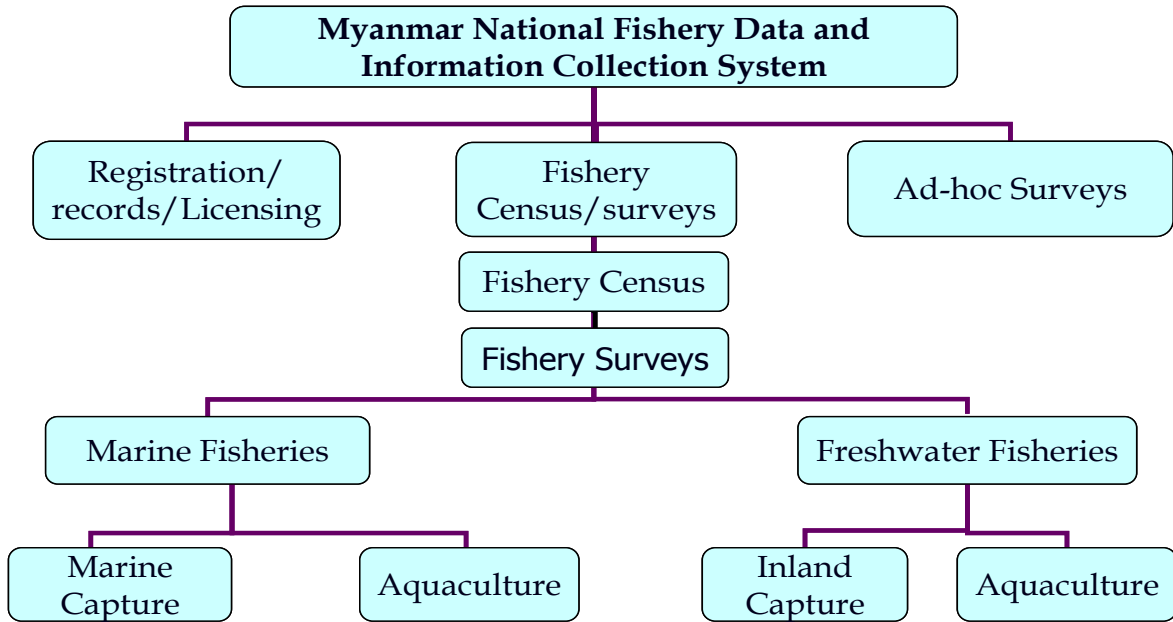 Myanmar National Fishery Data and
Information Collection System
Registration/
records/Licensing
Fishery
Census/surveys
Ad-hoc Surveys
Fishery Census
Fishery Surveys
Marine Fisheries
Freshwater Fisheries
Marine
Capture
Aquaculture
Inland
Capture
Aquaculture